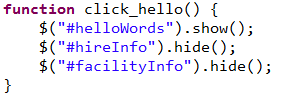 function click_hello() {
    $("#helloWords").show();
    $("#hireInfo").hide();
    $("#facilityInfo").hide();
}